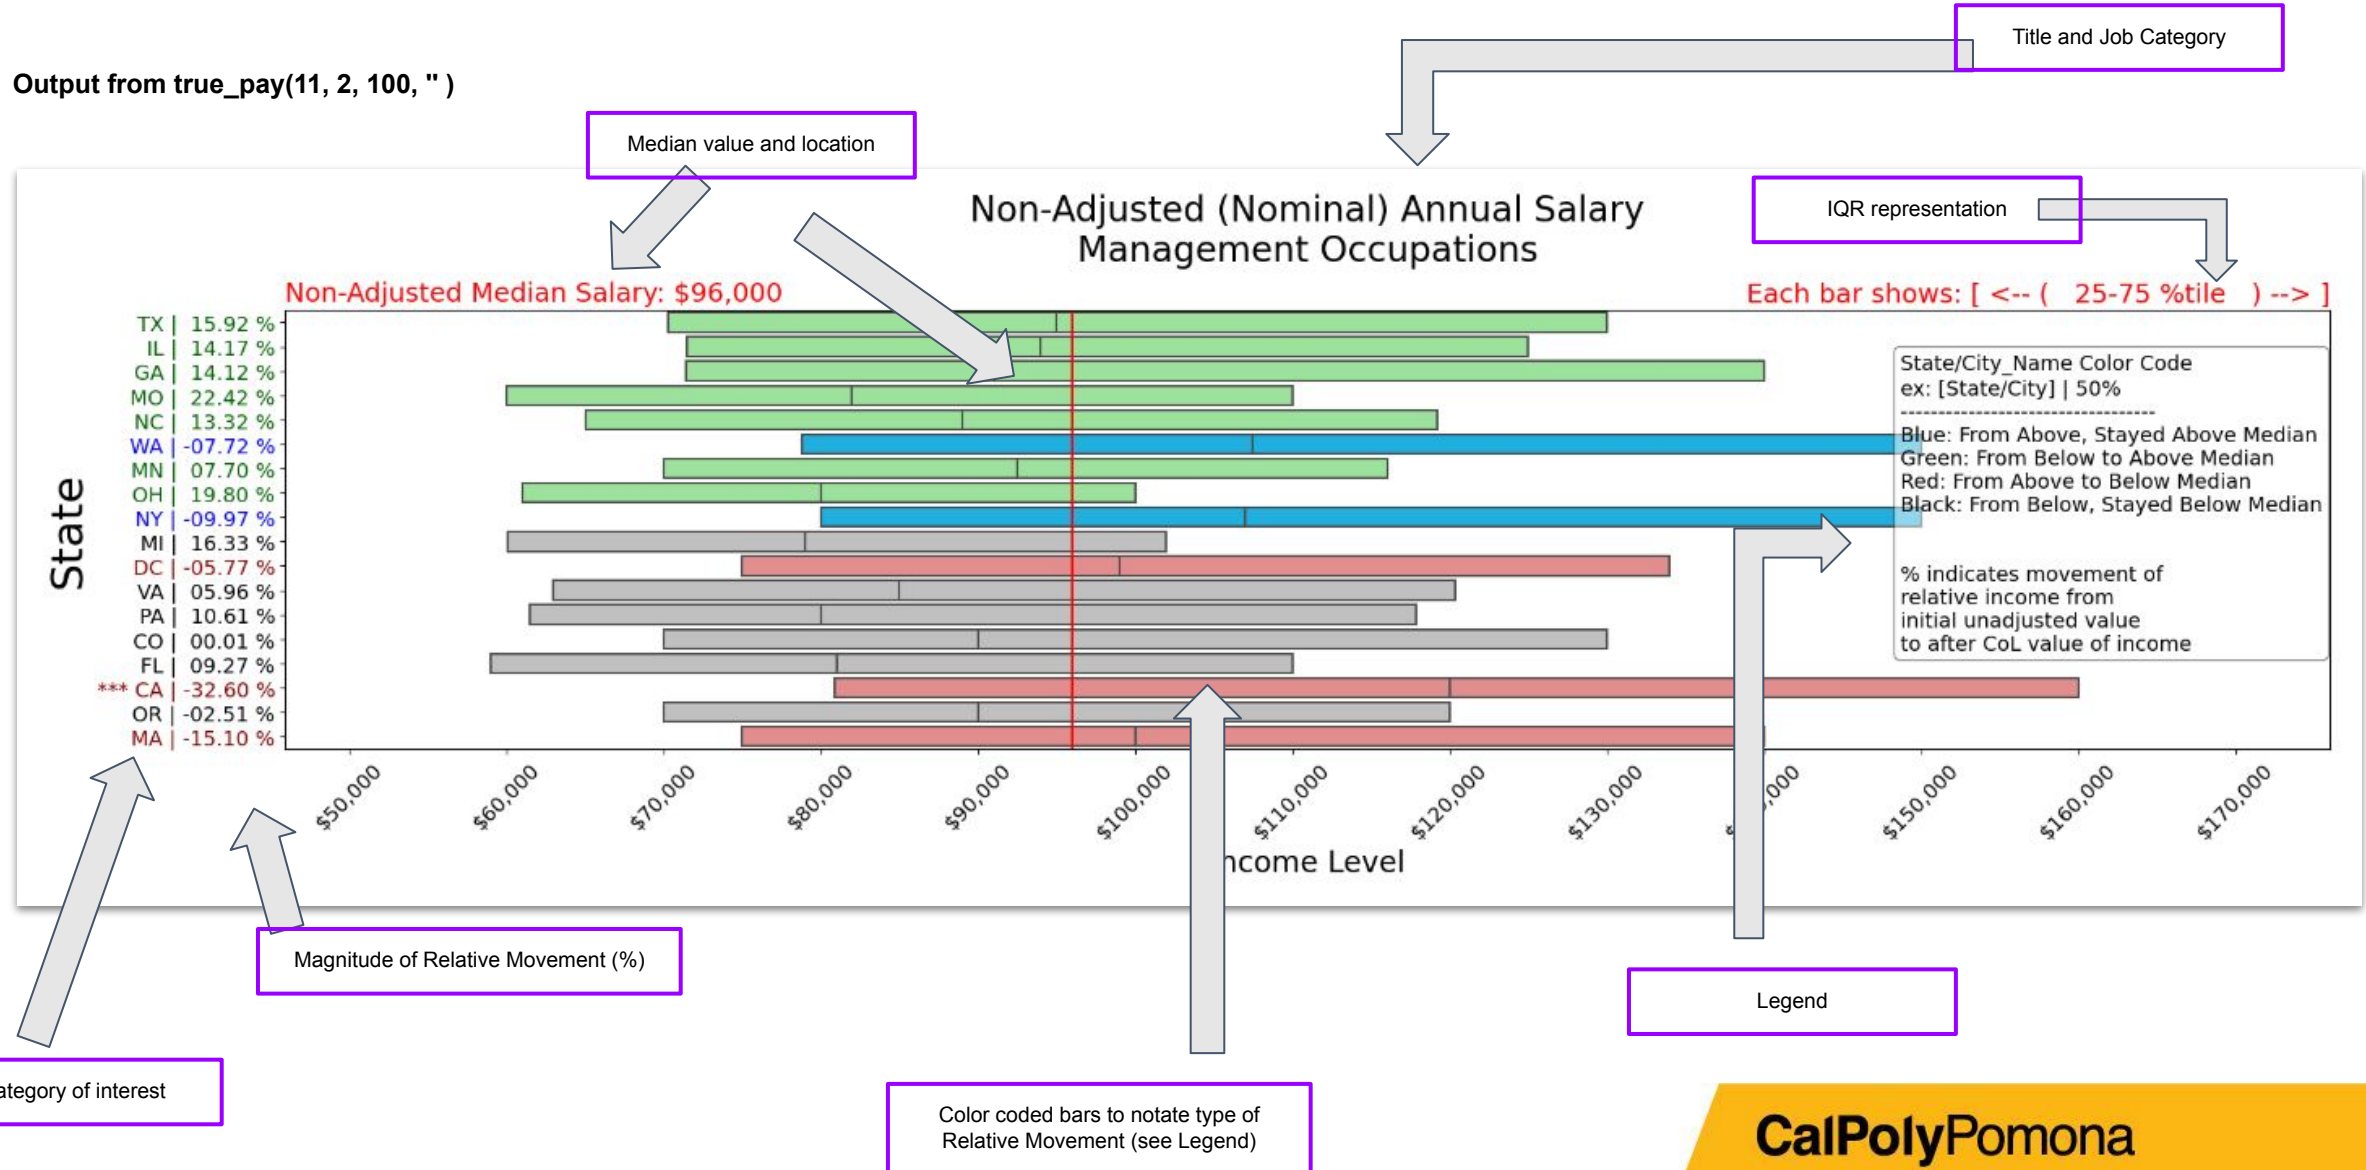 Title and Job Category
Output from true_pay(11, 2, 100, '' )
Median value and location
Non-Adjusted (Nominal) Annual Salary
Management Occupations
IQR representation
Non-Adjusted Median Salary: $96,000
Each bar shows: [ <-- ( 25-75 %tile ) --> ]
State
TX | 15.92 %
IL | 14.17 %
GA | 14.12 %
MO | 22.42 %
NC | 13.32 %
WA | -07.72 %
MN | 07.70 %
OH | 19.80 %
NY | -09.97 %
MI | 16.33 %
DC | -05.77 %
VA | 05.96 %
PA | 10.61 %
CO | 00.01 %
FL | 09.27 %
*** CA | -32.60 %
OR | -02.51 %
MA | -15.10 %
State/City_Name Color Code
ex: [State/City] | 50%
----------------------------------
Blue: From Above, Stayed Above Median
Green: From Below to Above Median
Red: From Above to Below Median
Black: From Below, Stayed Below Median
% indicates movement of
relative income from
initial unadjusted value
to after CoL value of income
$50,000
$60,000
$70,000
$80,000
$90,000
$100,000
$110,000
$120,000
$130,000
$150,000
$160,000
$170,000
ncome Level
Magnitude of Relative Movement (%)
Legend
ategory of interest
Color coded bars to notate type of
Relative Movement (see Legend)
CalPolyPomona